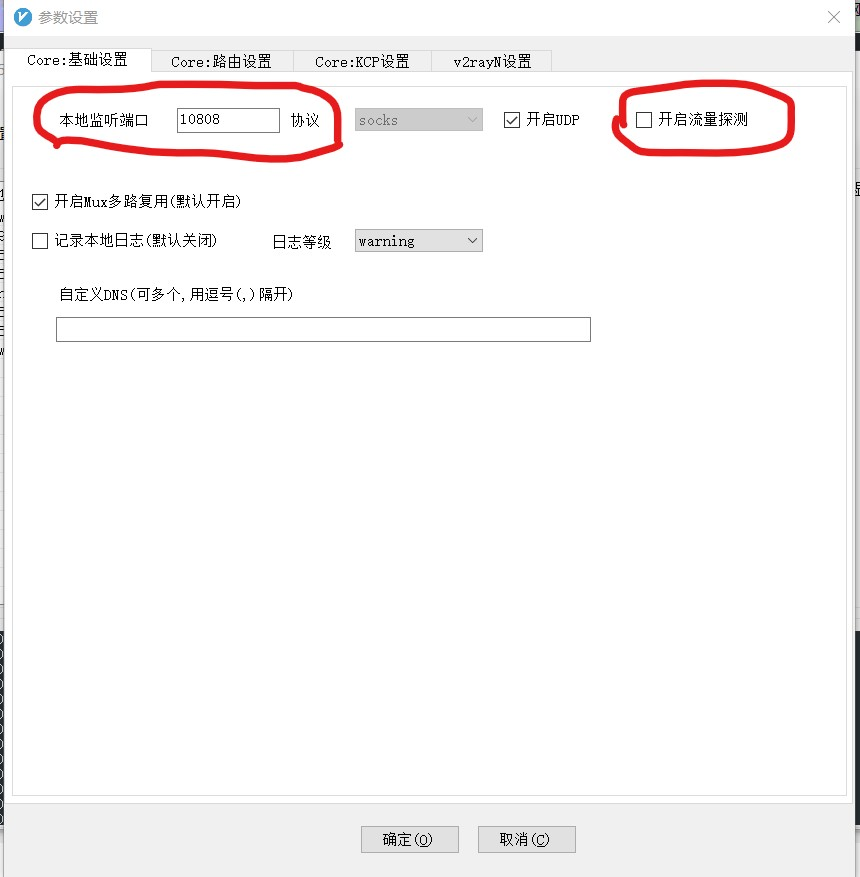 参数设置
Core:基础设置 Core:路由设置 Core:KCP设置 v2rayN设置
本地监听端口 10808 协议 socks 开启UDP 开启流量探测
开启Mux多路复用(默认开启)
记录本地日志(默认关闭) 日志等级 warning
自定义DNS(可多个,用逗号(,)隔开)
确定(O) 取消(C)